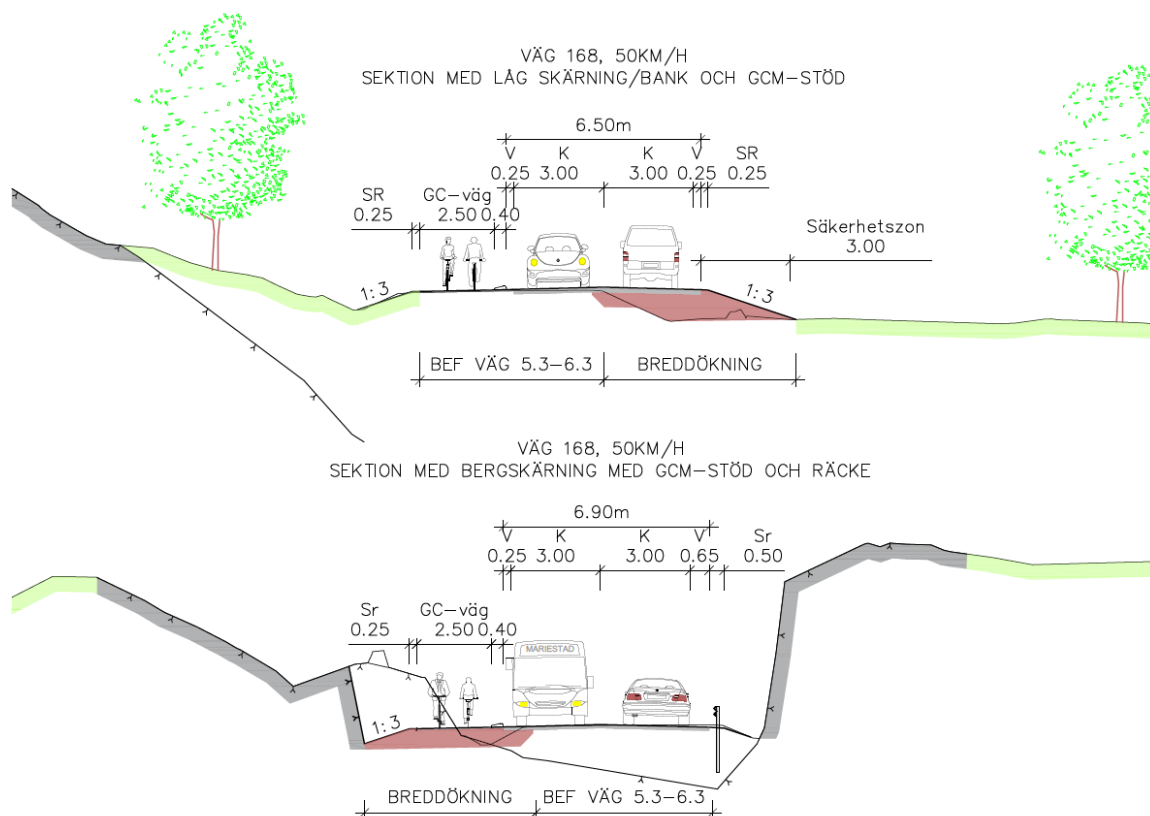 VÄG 168, 50KM/H
SEKTION MED LÅG SKÄRNING/BANK OCH GCM-STÖD
6.50m
V K K V SR
0.25 3.00 3.00 0.25 0.25
SR GC-väg
0.25 2.50 0.40
Säkerhetszon
3.00
1:3 1:3
BEF VÄG 5.3-6.3 BREDDÖKNING
VÄG 168, 50KM/H
SEKTION MED BERGSKÄRNING MED GCM-STÖD OCH RÄCKE
6.90m
V K K V Sr
0.25 3.00 3.00 0.65 0.50
Sr GC-väg
0.25 2.50 0.40
MARIESTAD
1:3
BREDDÖKNING BEF VÄG 5.3-6.3